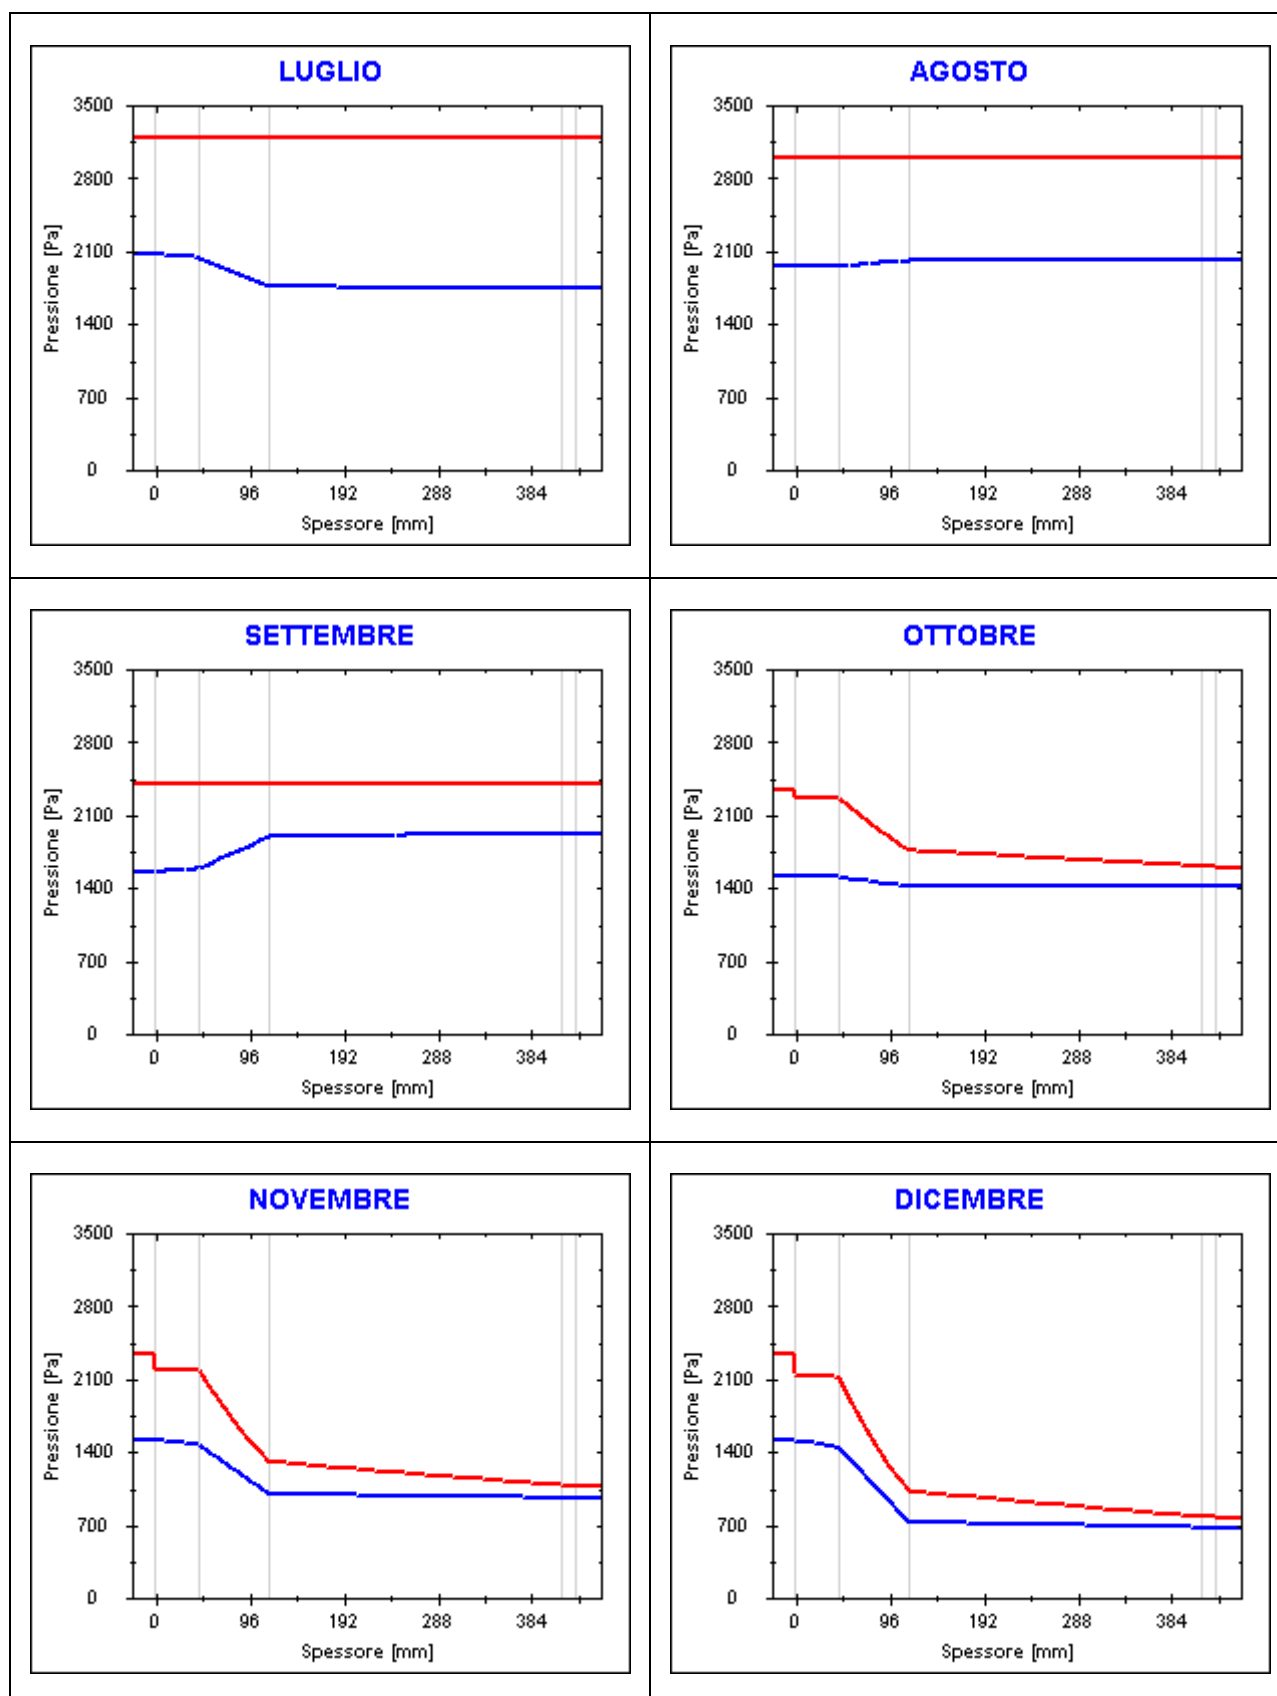 LUGLIO
3500
2800
2100
1400
700
0
Pressione [Pa]
0 96 192 288 384
Spessore [mm]
AGOSTO
3500
2800
2100
1400
700
0
Pressione [Pa]
0 96 192 288 384
Spessore [mm]
SETTEMBRE
3500
2800
2100
1400
700
0
Pressione [Pa]
0 96 192 288 384
Spessore [mm]
OTTOBRE
3500
2800
2100
1400
700
0
Pressione [Pa]
0 96 192 288 384
Spessore [mm]
NOVEMBRE
3500
2800
2100
1400
700
0
Pressione [Pa]
0 96 192 288 384
Spessore [mm]
DICEMBRE
3500
2800
2100
1400
700
0
Pressione [Pa]
0 96 192 288 384
Spessore [mm]